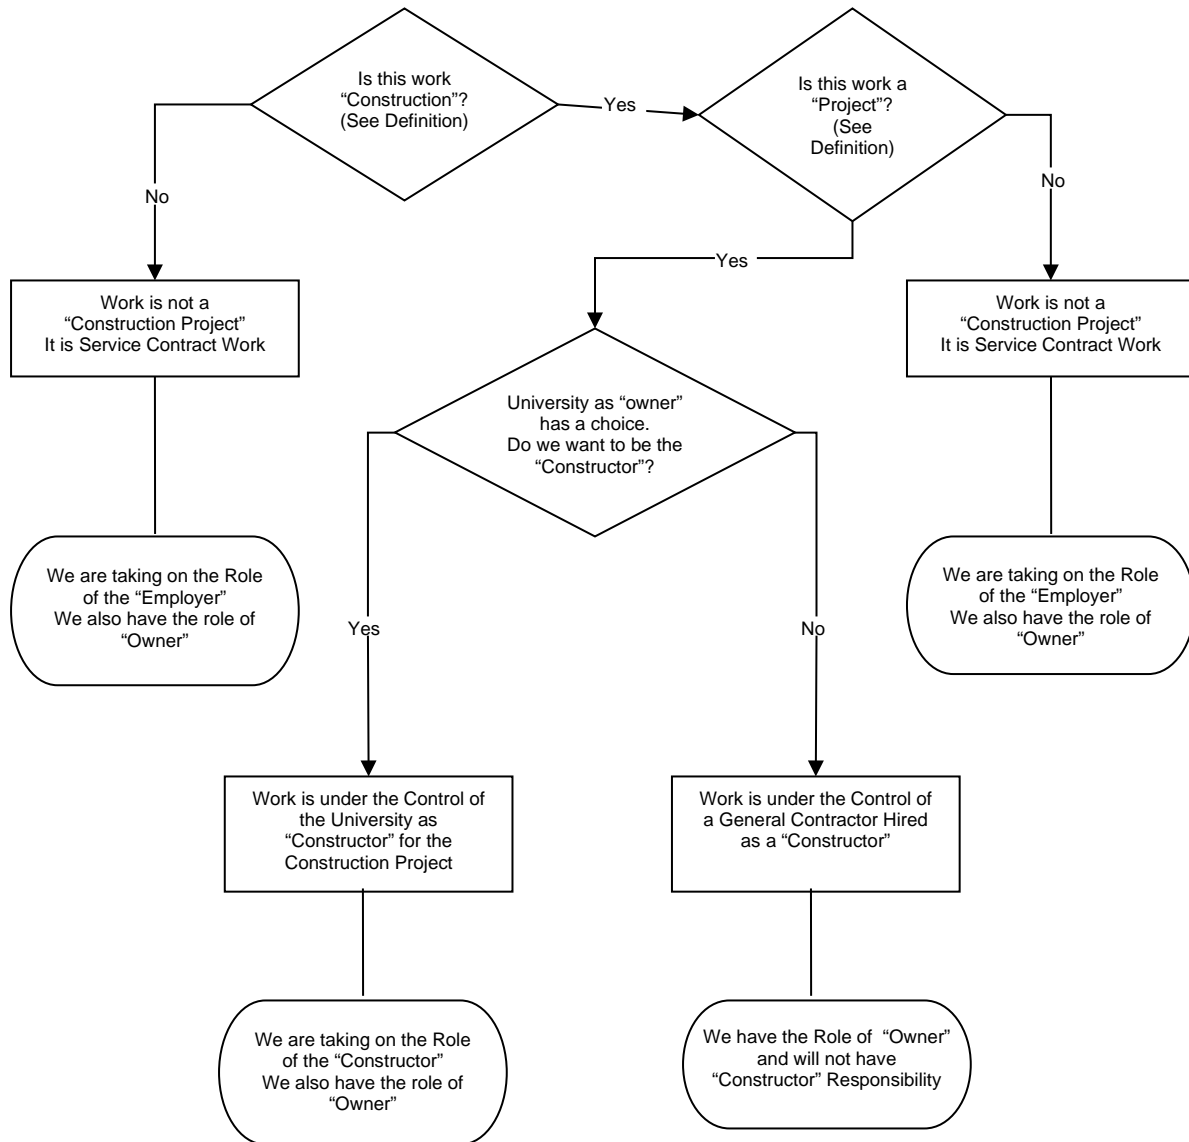 Is this work
“Construction”?
(See Definition)
Yes
Is this work a
“Project”?
(See
Definition)
No
No
Yes
Work is not a
“Construction Project”
It is Service Contract Work
Work is not a
“Construction Project”
It is Service Contract Work
University as “owner”
has a choice.
Do we want to be the
“Constructor”?
We are taking on the Role
of the “Employer”
We also have the role of
“Owner”
Yes
No
We are taking on the Role
of the “Employer”
We also have the role of
“Owner”
Work is under the Control of
the University as
“Constructor” for the
Construction Project
Work is under the Control of
a General Contractor Hired
as a “Constructor”
We are taking on the Role
of the “Constructor”
We also have the role of
“Owner”
We have the Role of “Owner”
and will not have
“Constructor” Responsibility